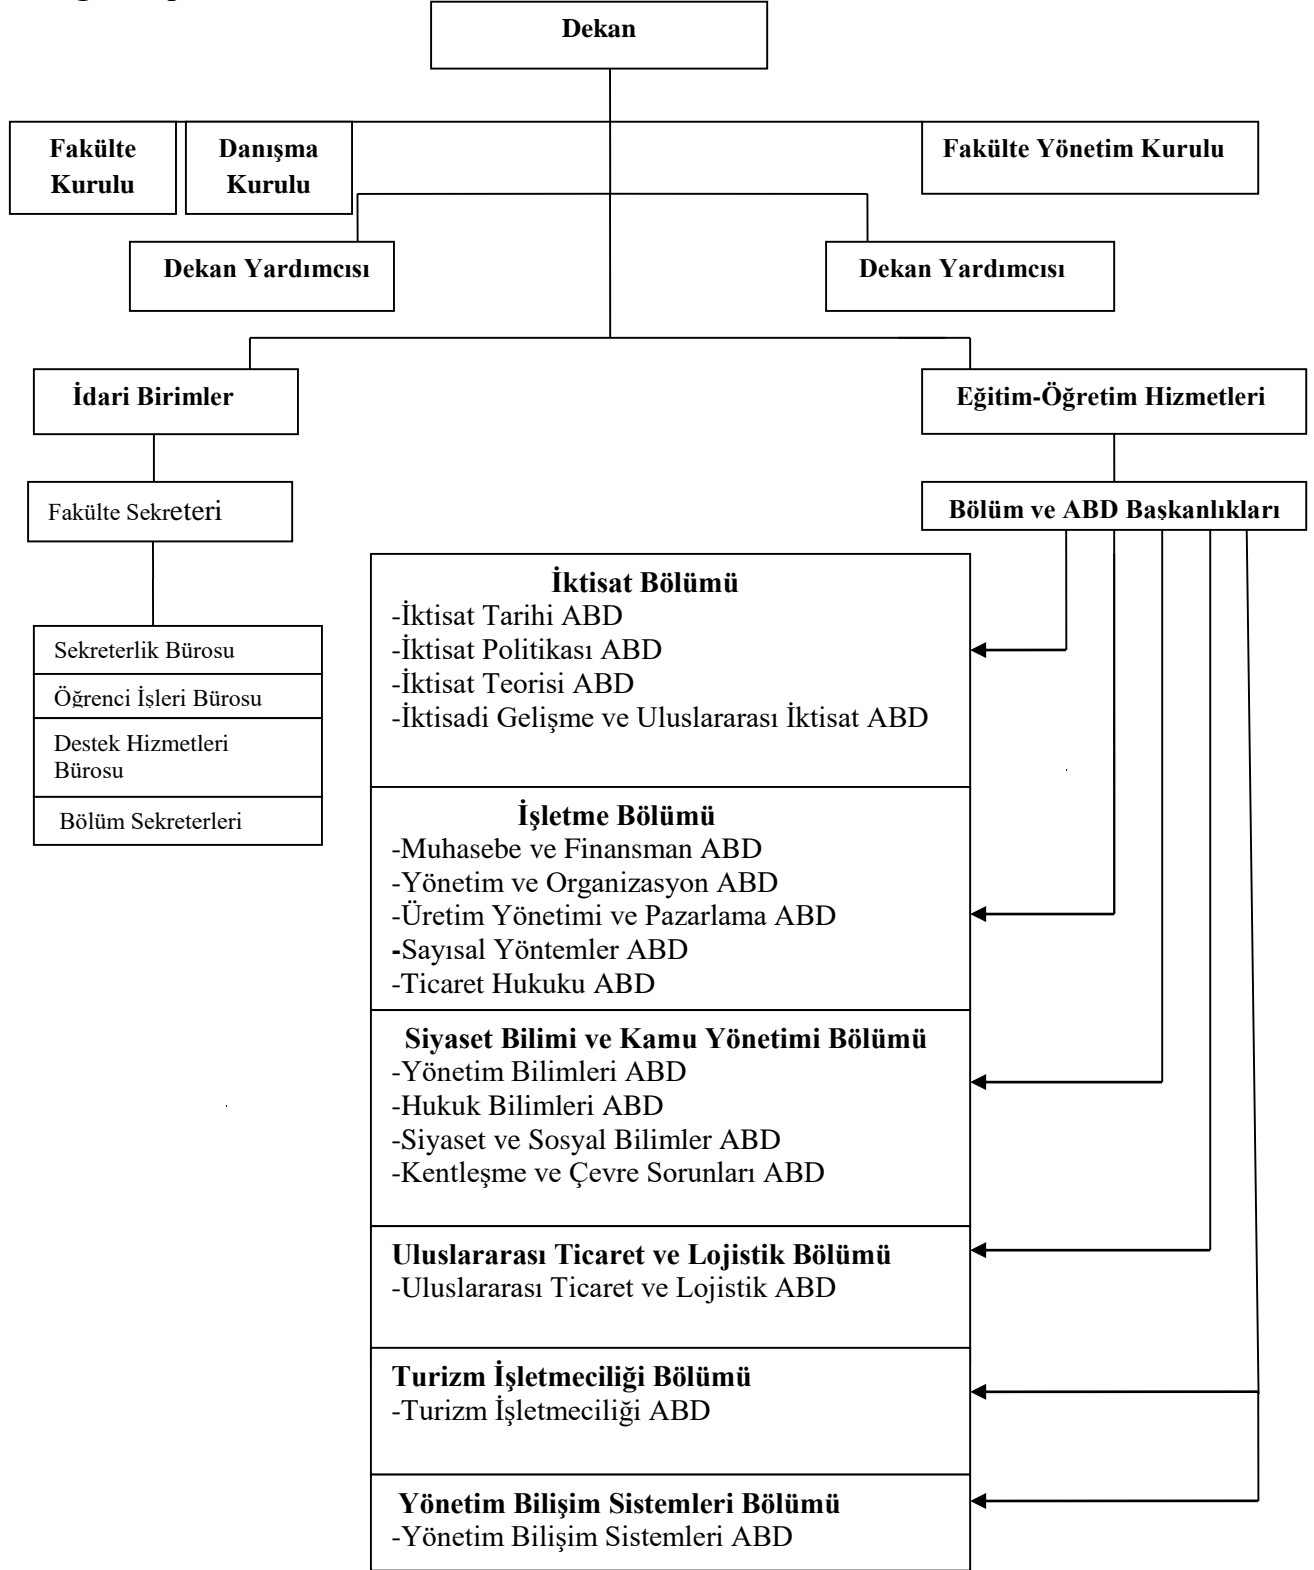 Dekan
Fakülte
Kurulu
Danışma
Kurulu
Fakülte Yönetim Kurulu
Dekan Yardımcısı
Dekan Yardımcısı
İdari Birimler
Eğitim-Öğretim Hizmetleri
Fakülte Sekreteri
Bölüm ve ABD Başkanlıkları
Sekreterlik Bürosu
Öğrenci İşleri Bürosu
Destek Hizmetleri
Bürosu
Bölüm Sekreterleri
İktisat Bölümü
-İktisat Tarihi ABD
-İktisat Politikası ABD
-İktisat Teorisi ABD
-İktisadi Gelişme ve Uluslararası İktisat ABD
İşletme Bölümü
-Muhasebe ve Finansman ABD
-Yönetim ve Organizasyon ABD
-Üretim Yönetimi ve Pazarlama ABD
-Sayısal Yöntemler ABD
-Ticaret Hukuku ABD
Siyaset Bilimi ve Kamu Yönetimi Bölümü
-Yönetim Bilimleri ABD
-Hukuk Bilimleri ABD
-Siyaset ve Sosyal Bilimler ABD
-Kentleşme ve Çevre Sorunları ABD
Uluslararası Ticaret ve Lojistik Bölümü
-Uluslararası Ticaret ve Lojistik ABD
Turizm İşletmeciliği Bölümü
-Turizm İşletmeciliği ABD
Yönetim Bilişim Sistemleri Bölümü
-Yönetim Bilişim Sistemleri ABD